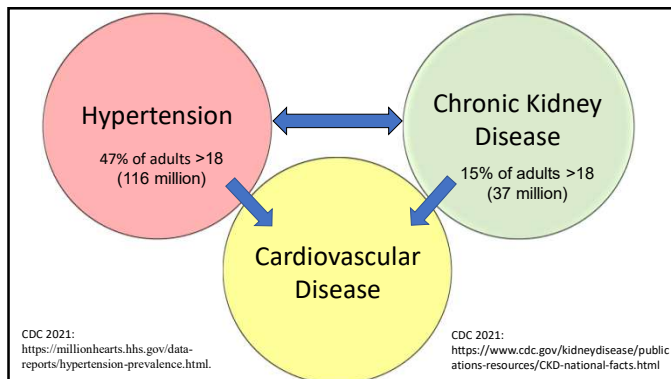 Hypertension
47% of adults >18
(116 million)
Chronic Kidney
Disease
15% of adults >18
(37 million)
Cardiovascular
Disease
CDC 2021:
https://millionhearts.hhs.gov/data-
reports/hypertension-prevalence.html.
CDC 2021:
https://www.cdc.gov/kidneydisease/public
ations-resources/CKD-national-facts.html